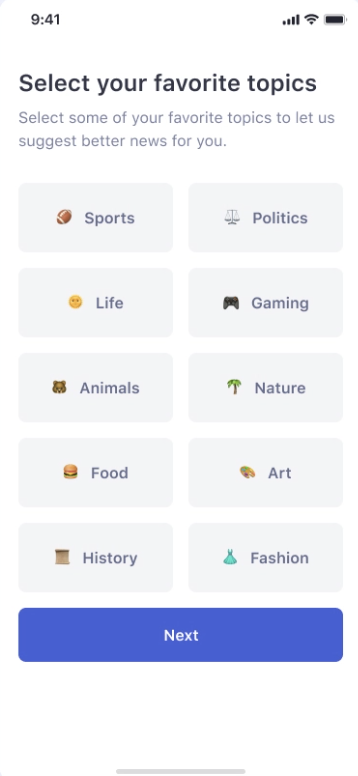 9:41
Select your favorite topics
Select some of your favorite topics to let us
suggest better news for you.
Sports
Politics
Life
Gaming
Animals
Nature
Food
Art
History
Fashion
Next